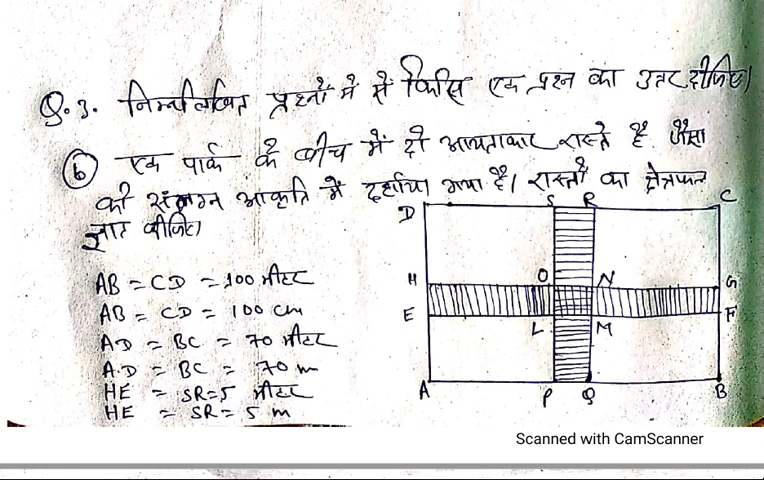 Q.3. निम्नलिखित प्रश्नों में से किसी एक प्रश्न का उत्तर दीजिए।
(b) एक पार्क के बीच में दो आयताकार रास्ते हैं जैसा
की संलग्न आकृति में दर्शाया गया है। रास्तों का क्षेत्रफल
ज्ञात कीजिए।
D S R C
AB = CD = 100 मीटर
H O N G
AB = CD = 100 cm
E L M F
AD = BC = 70 मीटर
A.D = BC = 70 m
HE = SR = 5 मीटर
A P Q B
HE = SR = 5 m
Scanned with CamScanner